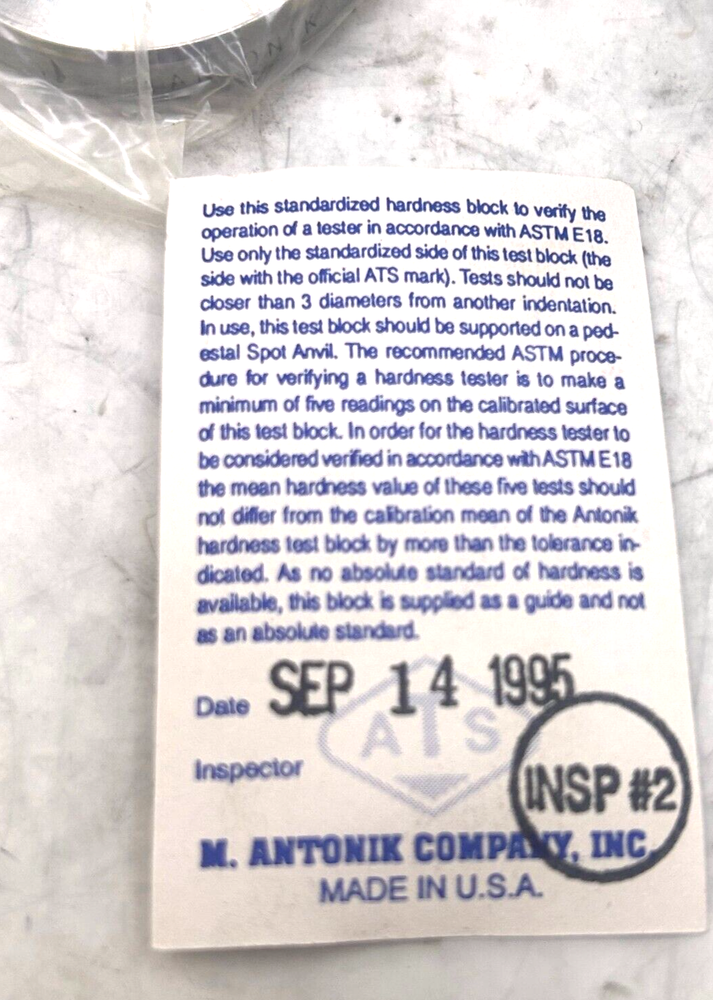 Use this standardized hardness block to verify the
operation of a tester in accordance with ASTM E18.
Use only the standardized side of this test block (the
side with the official ATS mark). Tests should not be
closer than 3 diameters from another indentation.
In use, this test block should be supported on a ped-
estal Spot Anvil. The recommended ASTM proce-
dure for verifying a hardness tester is to make a
minimum of five readings on the calibrated surface
of this test block. In order for the hardness tester to
be considered verified in accordance with ASTM E18
the mean hardness value of these five tests should
not differ from the calibration mean of the Antonik
hardness test block by more than the tolerance in-
dicated. As no absolute standard of hardness is
available, this block is supplied as a guide and not
as an absolute standard.
Date SEP 14 1995
ATS
Inspector INSP #2
M. ANTONIK COMPANY, INC.
MADE IN U.S.A.